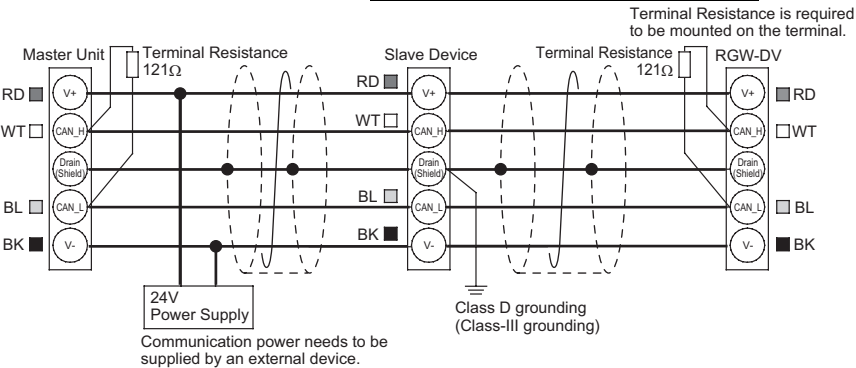 Terminal Resistance is required
to be mounted on the terminal.
Master Unit
Terminal Resistance
121Ω
Slave Device
Terminal Resistance
121Ω
RGW-DV
RD
V+
RD
V+
V+
RD
WT
CAN_H
WT
CAN_H
CAN_H
WT
Drain
(Shield)
Drain
(Shield)
Drain
(Shield)
BL
CAN_L
BL
CAN_L
CAN_L
BL
BK
V-
BK
V-
V-
BK
24V
Power Supply
Class D grounding
(Class-III grounding)
Communication power needs to be
supplied by an external device.